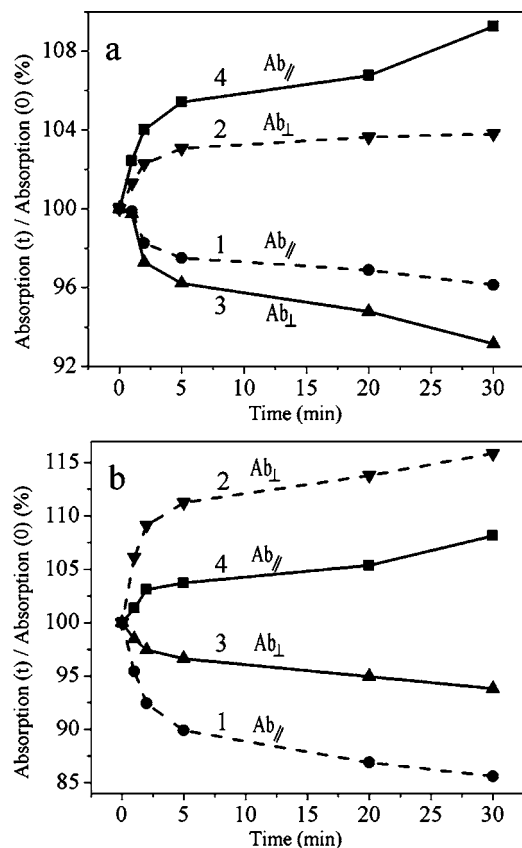 a
Absorption (t) / Absorption (0) (%)
108
104
100
96
92
4 Ab∥
2 Ab⊥
1 Ab∥
3 Ab⊥
0 5 10 15 20 25 30
Time (min)
b
Absorption (t) / Absorption (0) (%)
115
110
105
100
95
90
85
2 Ab⊥
4 Ab∥
3 Ab⊥
1 Ab∥
0 5 10 15 20 25 30
Time (min)